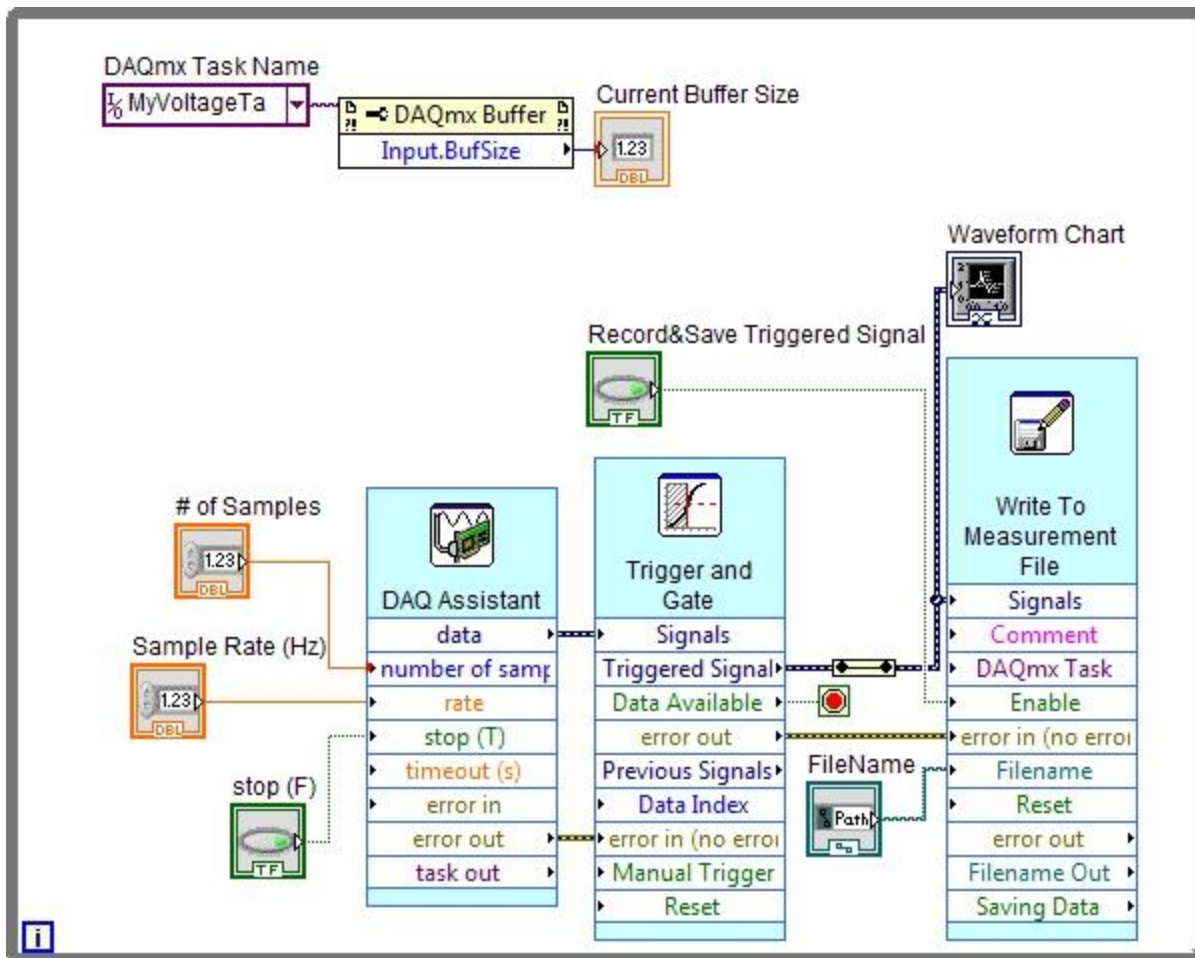 DAQmx Task Name
I/O MyVoltageTa
DAQmx Buffer
Input.BufSize
Current Buffer Size
1.23
DBL
Waveform Chart
Record&Save Triggered Signal
TF
# of Samples
1.23
DBL
Sample Rate (Hz)
1.23
DBL
stop (F)
TF
DAQ Assistant
data
number of samp
rate
stop (T)
timeout (s)
error in
error out
task out
Trigger and
Gate
Signals
Triggered Signal
Data Available
error out
Previous Signals
Data Index
error in (no erro
Manual Trigger
Reset
FileName
Path
Write To
Measurement
File
Signals
Comment
DAQmx Task
Enable
error in (no erro
Filename
Reset
error out
Filename Out
Saving Data
i